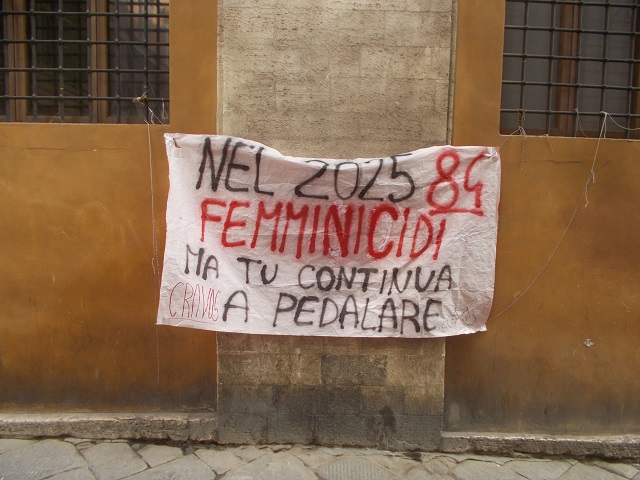 NEL 2025 84
FEMMINICIDI
MA TU CONTINUA
CRAVOS A PEDALARE